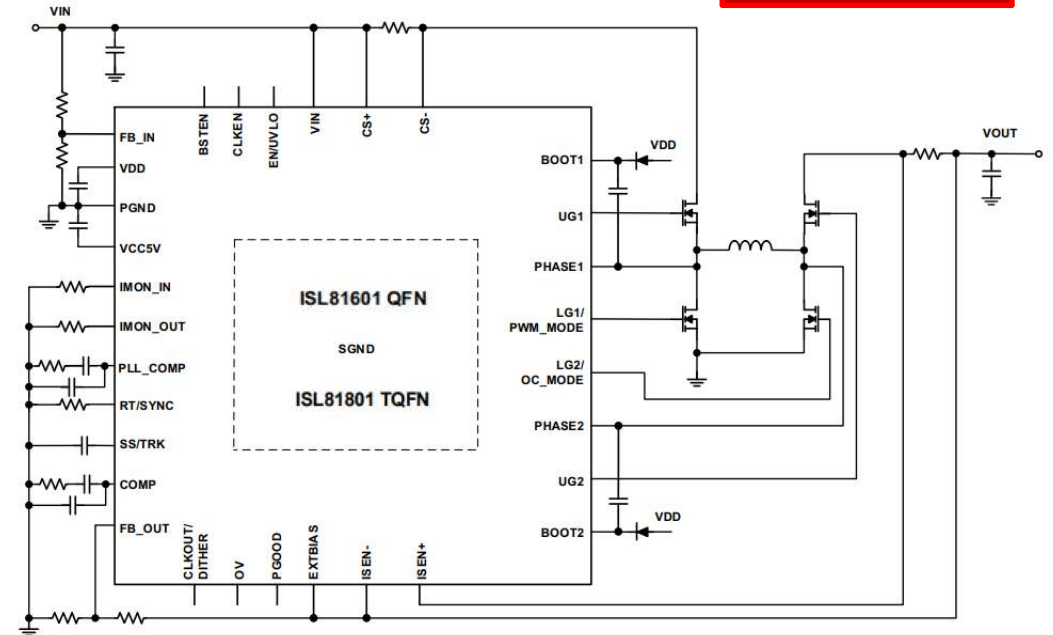 VIN
BSTEN
CLKEN
EN/UVLO
VIN
CS+
CS-
FB_IN
VDD
PGND
VCC5V
IMON_IN
IMON_OUT
PLL_COMP
RT/SYNC
SS/TRK
COMP
FB_OUT
ISL81601 QFN
SGND
ISL81801 TQFN
BOOT1
VDD
UG1
PHASE1
LG1/
PWM_MODE
LG2/
OC_MODE
PHASE2
UG2
BOOT2
VDD
VOUT
CLKOUT/
DITHER
OV
PGOOD
EXTBIAS
ISEN-
ISEN+